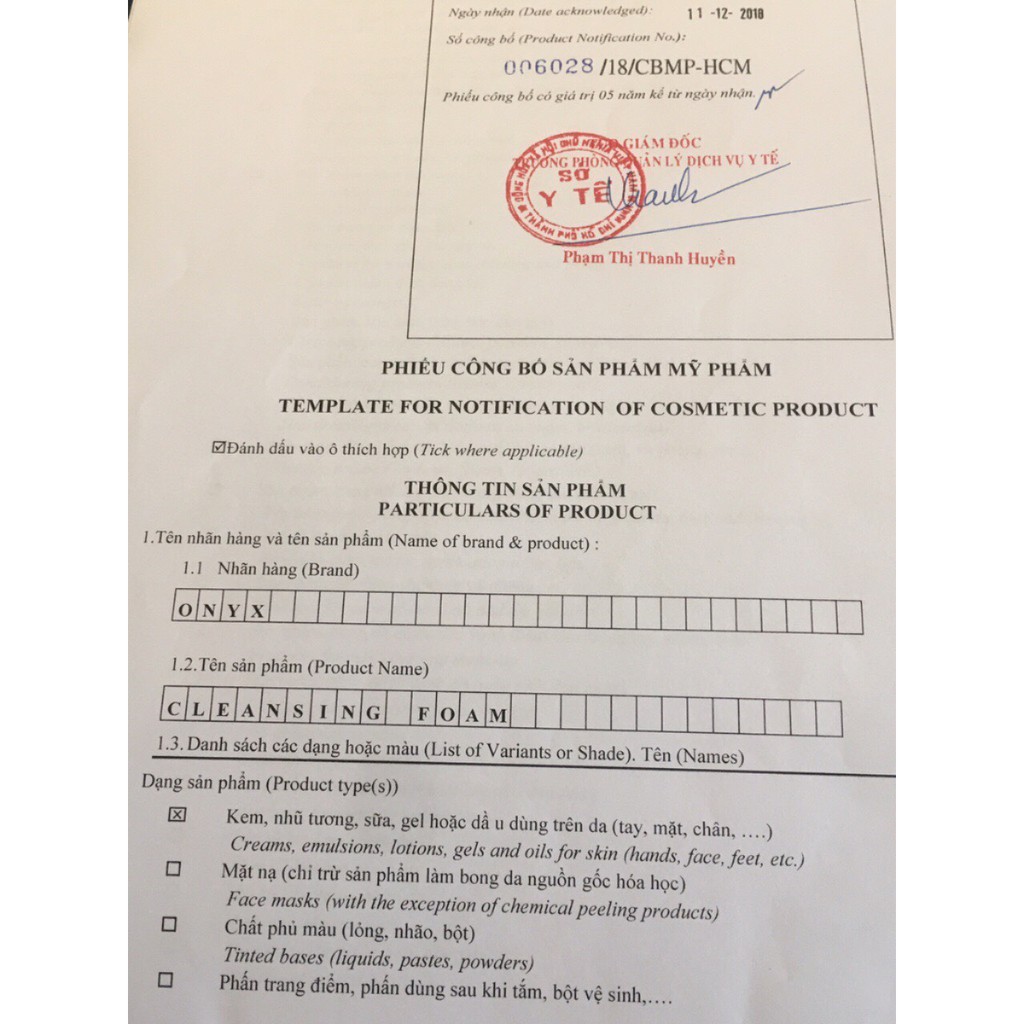 Ngày nhận (Date acknowledged): 11 -12- 2018
Số công bố (Product Notification No.):
006028 /18/CBMP-HCM
Phiếu công bố có giá trị 05 năm kể từ ngày nhận.
GIÁM ĐỐC
PHÒNG QUẢN LÝ DỊCH VỤ Y TẾ
SỞ
Y TẾ
THÀNH PHỐ HỒ CHÍ MINH
Phạm Thị Thanh Huyền
PHIẾU CÔNG BỐ SẢN PHẨM MỸ PHẨM
TEMPLATE FOR NOTIFICATION OF COSMETIC PRODUCT
☑Đánh dấu vào ô thích hợp (Tick where applicable)
THÔNG TIN SẢN PHẨM
PARTICULARS OF PRODUCT
1.Tên nhãn hàng và tên sản phẩm (Name of brand & product) :
1.1 Nhãn hàng (Brand)
ONYX
1.2.Tên sản phẩm (Product Name)
CLEANSING FOAM
1.3. Danh sách các dạng hoặc màu (List of Variants or Shade). Tên (Names)
Dạng sản phẩm (Product type(s))
☒ Kem, nhũ tương, sữa, gel hoặc dầ u dùng trên da (tay, mặt, chân, ….)
Creams, emulsions, lotions, gels and oils for skin (hands, face, feet, etc.)
☐ Mặt nạ (chỉ trừ sản phẩm làm bong da nguồn gốc hóa học)
Face masks (with the exception of chemical peeling products)
☐ Chất phủ màu (lỏng, nhão, bột)
Tinted bases (liquids, pastes, powders)
☐ Phấn trang điểm, phấn dùng sau khi tắm, bột vệ sinh,….